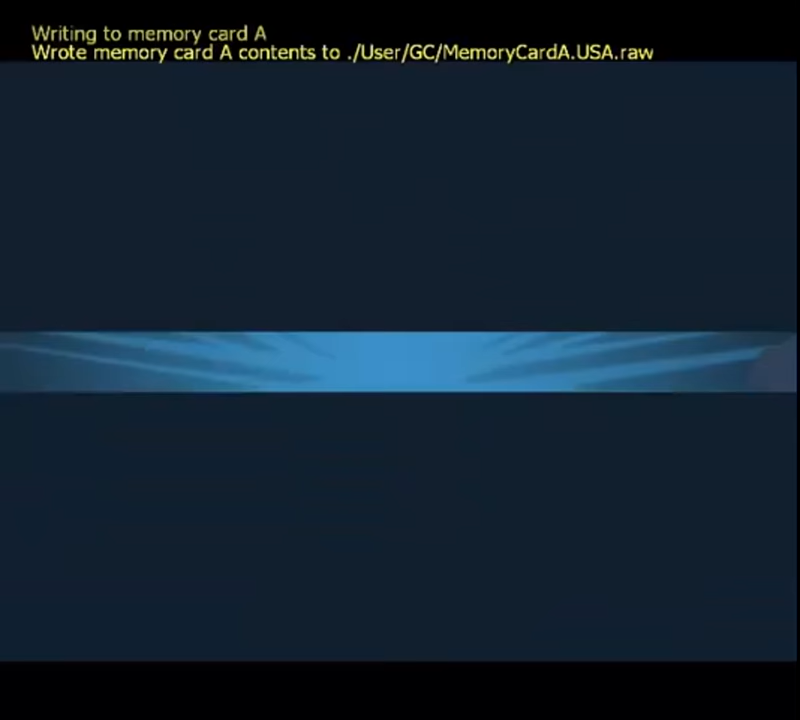 Writing to memory card A
Wrote memory card A contents to ./User/GC/MemoryCardA.USA.raw